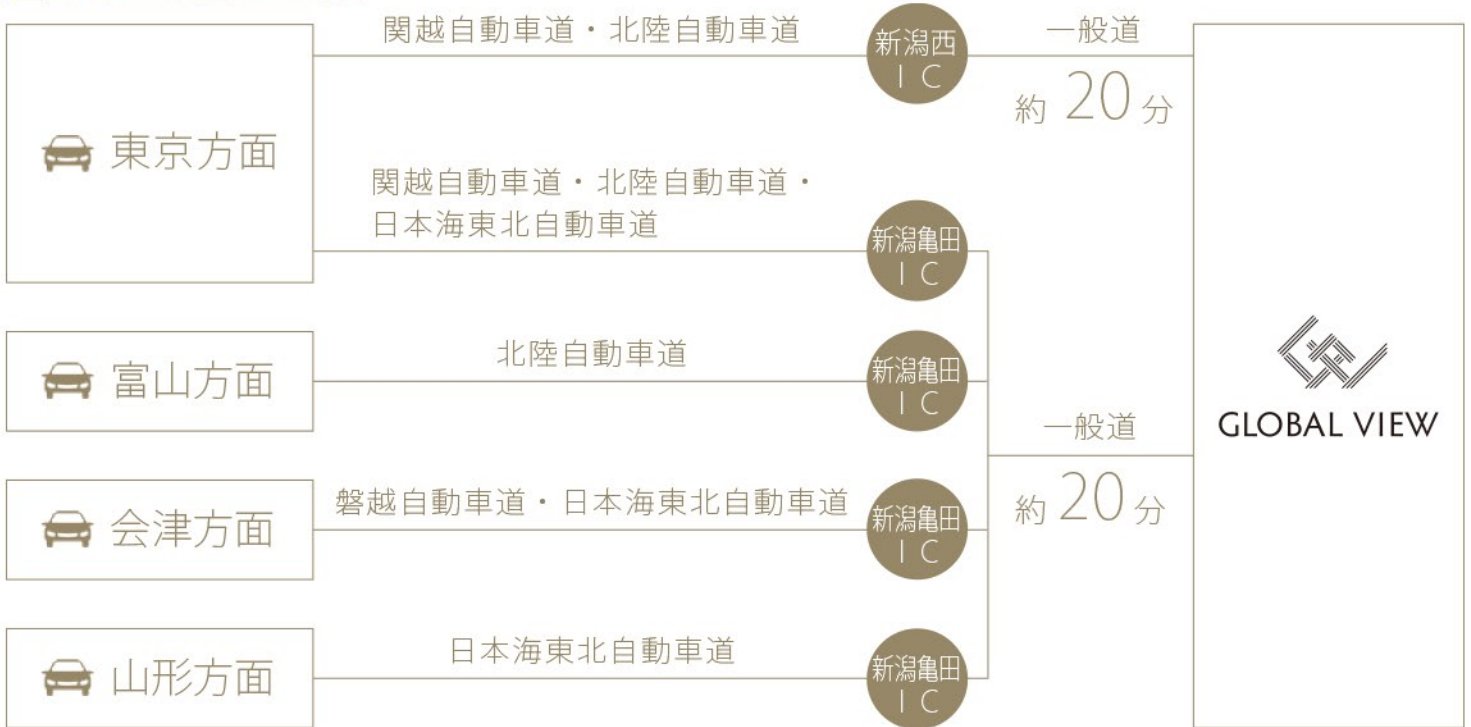 東京方面
関越自動車道・北陸自動車道
新潟西
IC
一般道
約 20 分
関越自動車道・北陸自動車道・
日本海東北自動車道
新潟亀田
IC
富山方面
北陸自動車道
新潟亀田
IC
会津方面
磐越自動車道・日本海東北自動車道
新潟亀田
IC
山形方面
日本海東北自動車道
新潟亀田
IC
一般道
約 20 分
GLOBAL VIEW